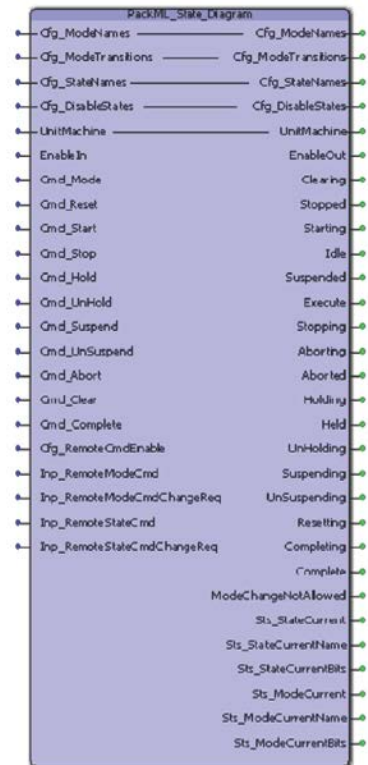 PackML_State_Diagram
Cfg_ModeNames Cfg_ModeNames
Cfg_ModeTransitions Cfg_ModeTransitions
Cfg_StateNames Cfg_StateNames
Cfg_DisableStates Cfg_DisableStates
UnitMachine UnitMachine
EnableIn EnableOut
Cmd_Mode Clearing
Cmd_Reset Stopped
Cmd_Start Starting
Cmd_Stop Idle
Cmd_Hold Suspended
Cmd_UnHold Execute
Cmd_Suspend Stopping
Cmd_UnSuspend Aborting
Cmd_Abort Aborted
Cmd_Clear Holding
Cmd_Complete Held
Cfg_RemoteCmdEnable UnHolding
Inp_RemoteModeCmd Suspending
Inp_RemoteModeCmdChangeReq UnSuspending
Inp_RemoteStateCmd Resetting
Inp_RemoteStateCmdChangeReq Completing
Complete
ModeChangeNotAllowed
Sts_StateCurrent
Sts_StateCurrentName
Sts_StateCurrentBits
Sts_ModeCurrent
Sts_ModeCurrentName
Sts_ModeCurrentBits